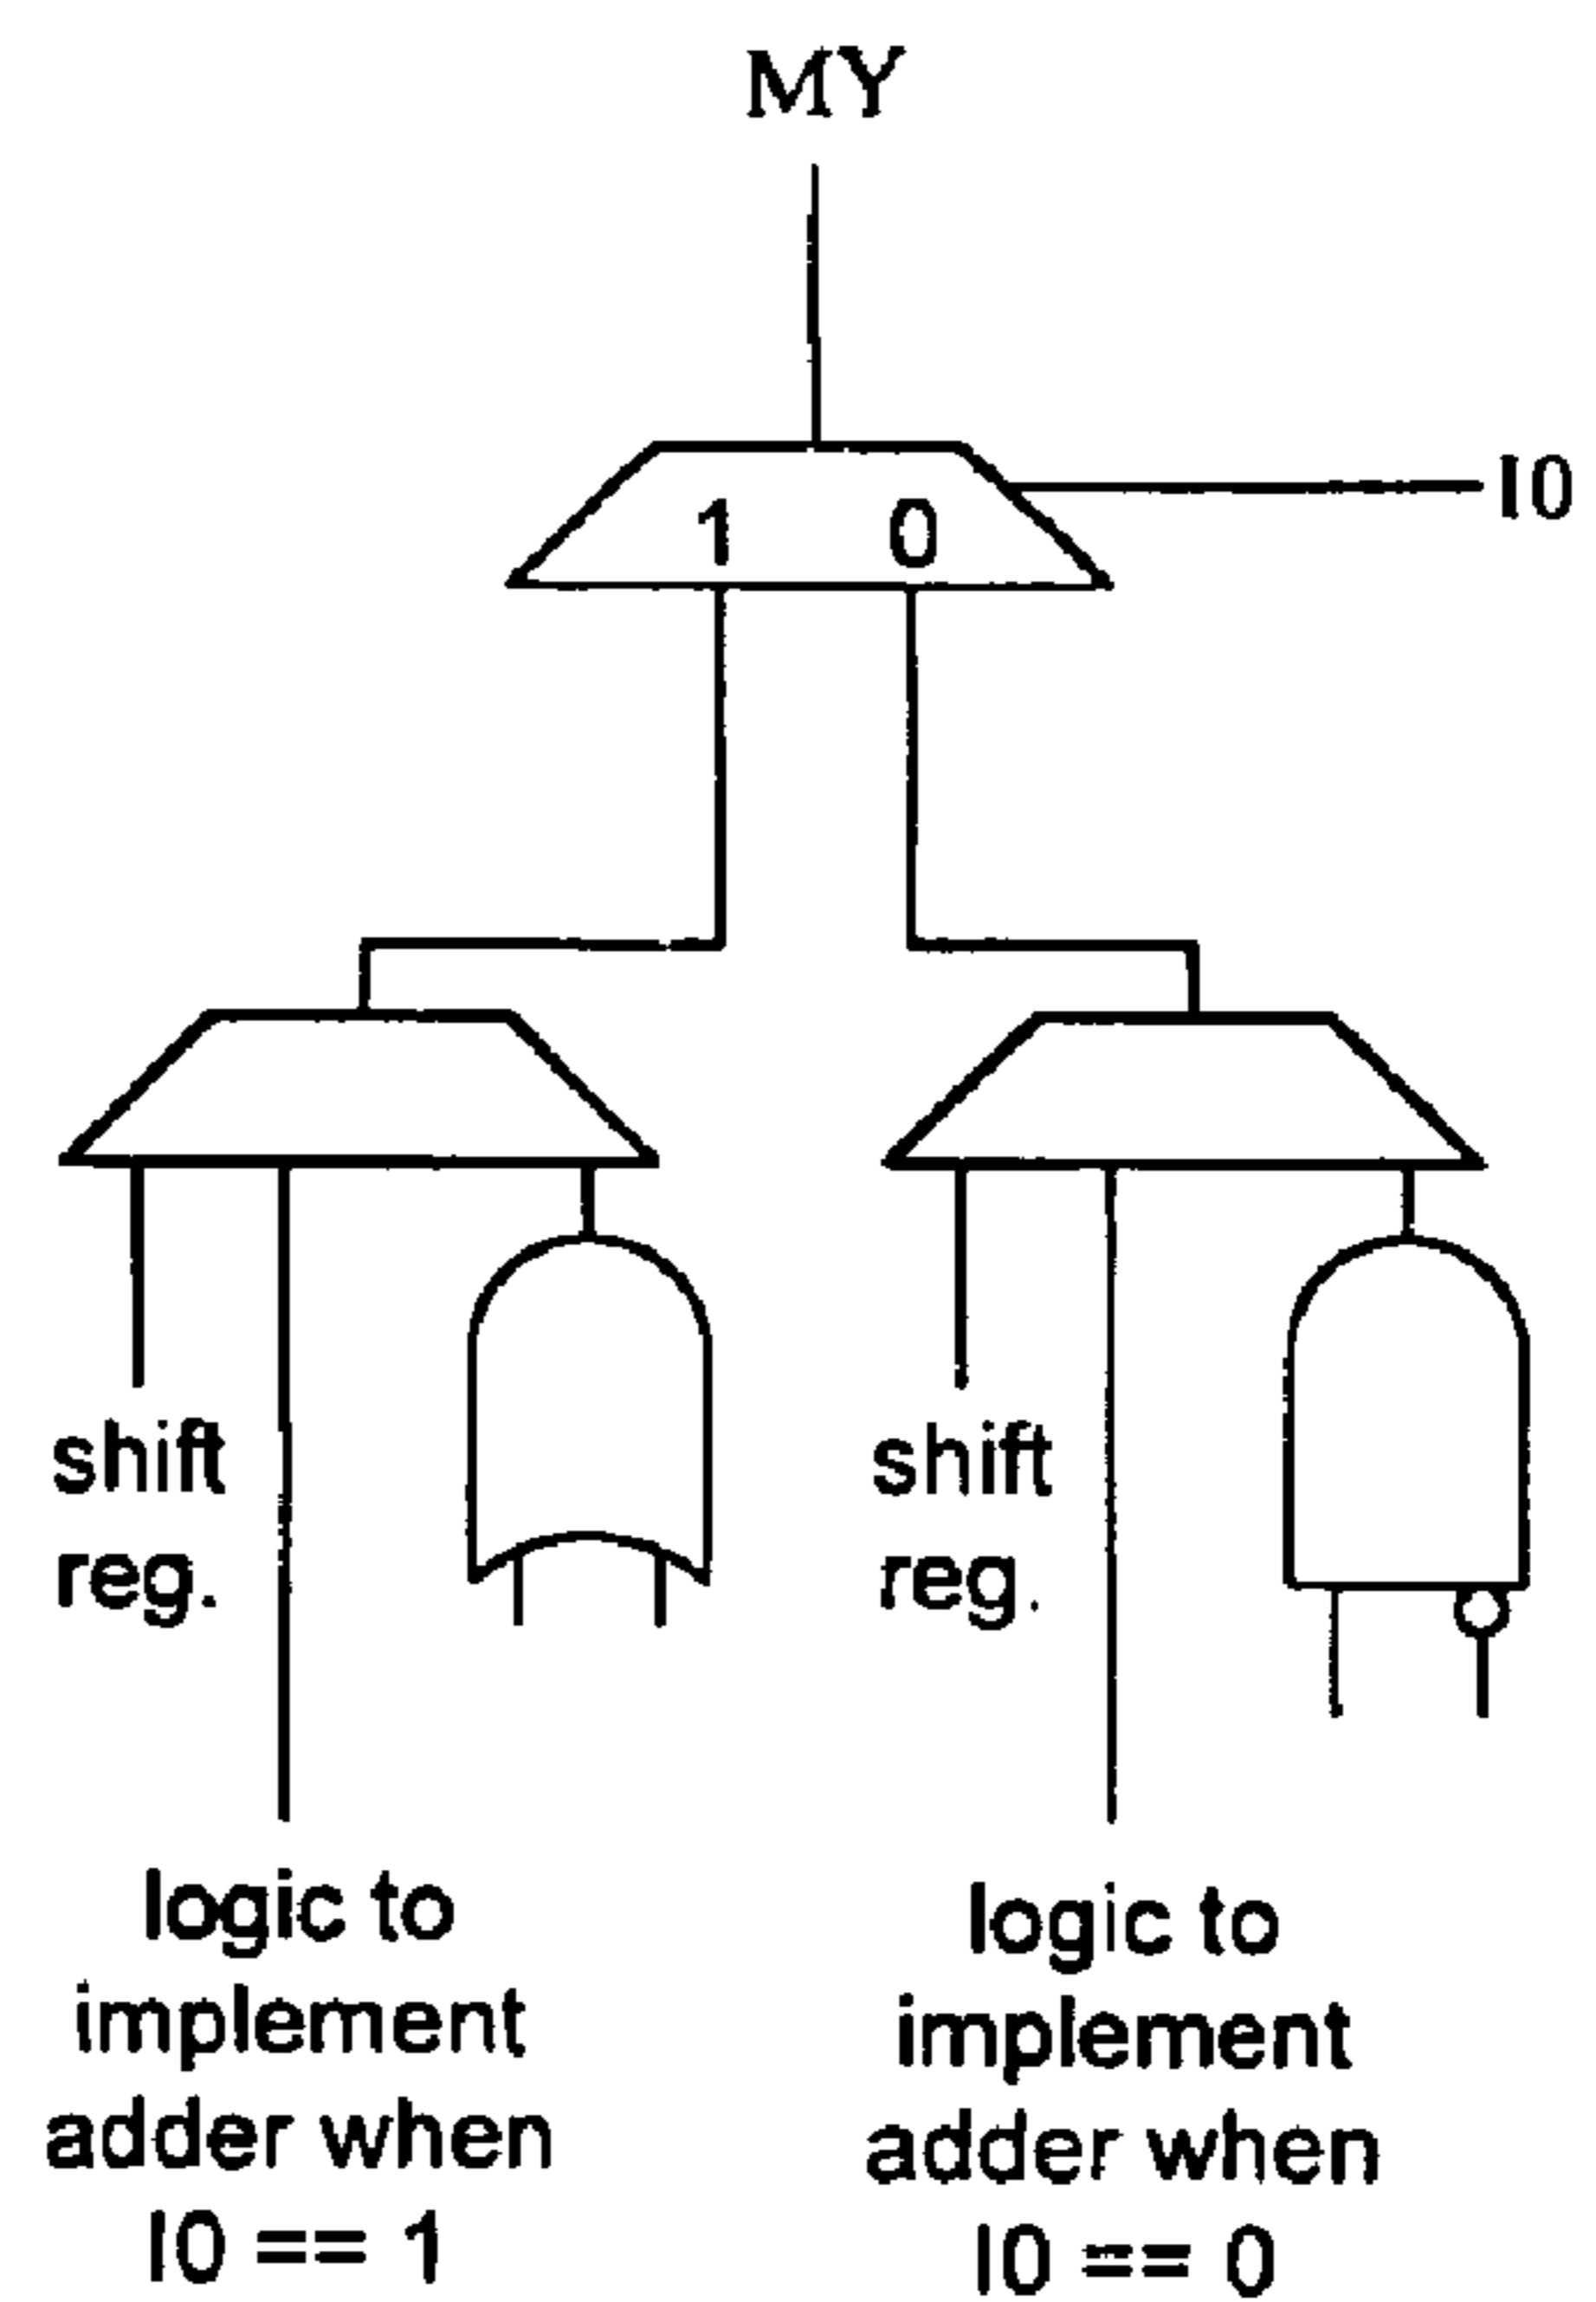 MY
I0
1 0
shift
reg.
shift
reg.
logic to
implement
adder when
I0 == 1
logic to
implement
adder when
I0 == 0